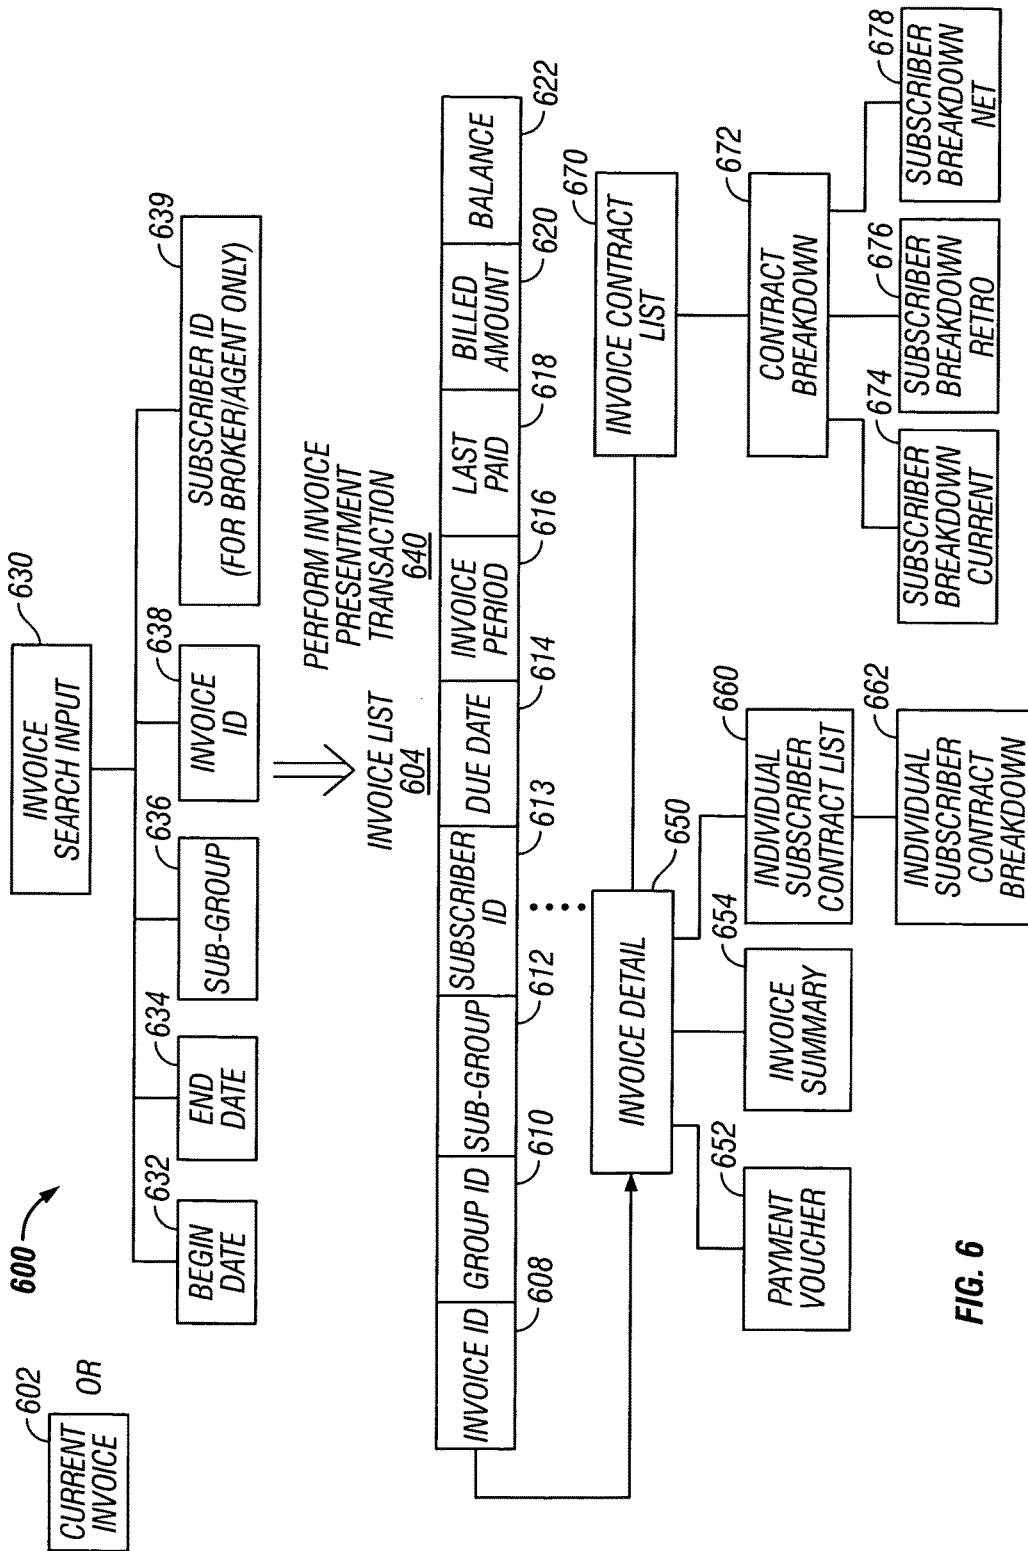 600
602
CURRENT
INVOICE
OR
630
INVOICE
SEARCH INPUT
632
BEGIN
DATE
634
END
DATE
636
SUB-GROUP
638
INVOICE
ID
639
SUBSCRIBER ID
(FOR BROKER/AGENT ONLY)
INVOICE LIST
604
PERFORM INVOICE
PRESENTMENT
TRANSACTION
640
INVOICE ID
608
GROUP ID
610
SUB-GROUP
612
SUBSCRIBER
ID
613
DUE DATE
614
INVOICE
PERIOD
616
LAST
PAID
618
BILLED
AMOUNT
620
BALANCE
622
INVOICE DETAIL
650
INVOICE CONTRACT
LIST
670
PAYMENT
VOUCHER
652
INVOICE
SUMMARY
654
INDIVIDUAL
SUBSCRIBER
CONTRACT LIST
660
INDIVIDUAL
SUBSCRIBER
CONTRACT
BREAKDOWN
662
CONTRACT
BREAKDOWN
672
SUBSCRIBER
BREAKDOWN
CURRENT
674
SUBSCRIBER
BREAKDOWN
RETRO
676
SUBSCRIBER
BREAKDOWN
NET
678
FIG. 6